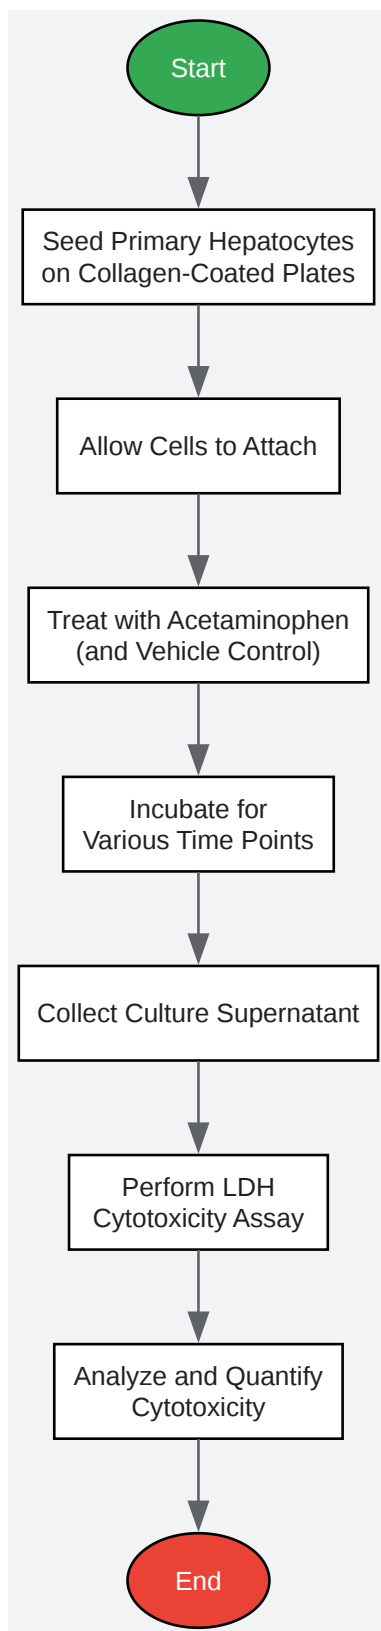 Start
Seed Primary Hepatocytes
on Collagen-Coated Plates
Allow Cells to Attach
Treat with Acetaminophen
(and Vehicle Control)
Incubate for
Various Time Points
Collect Culture Supernatant
Perform LDH
Cytotoxicity Assay
Analyze and Quantify
Cytotoxicity
End